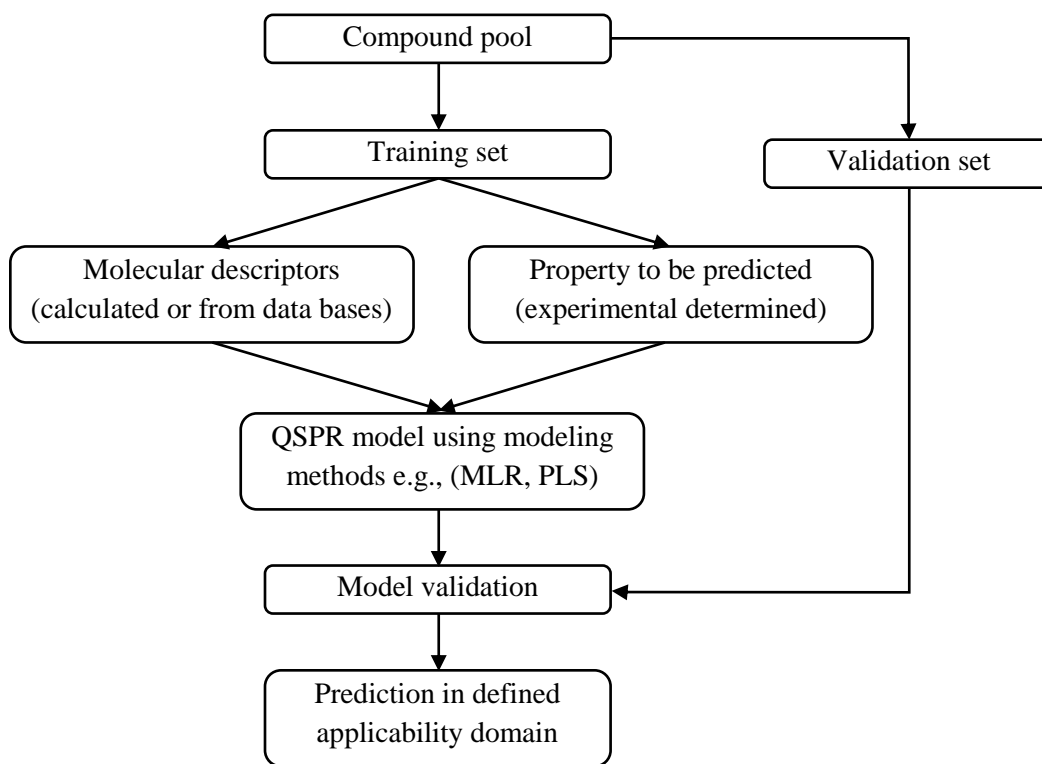 Compound pool
Training set
Validation set
Molecular descriptors
(calculated or from data bases)
Property to be predicted
(experimental determined)
QSPR model using modeling
methods e.g., (MLR, PLS)
Model validation
Prediction in defined
applicability domain